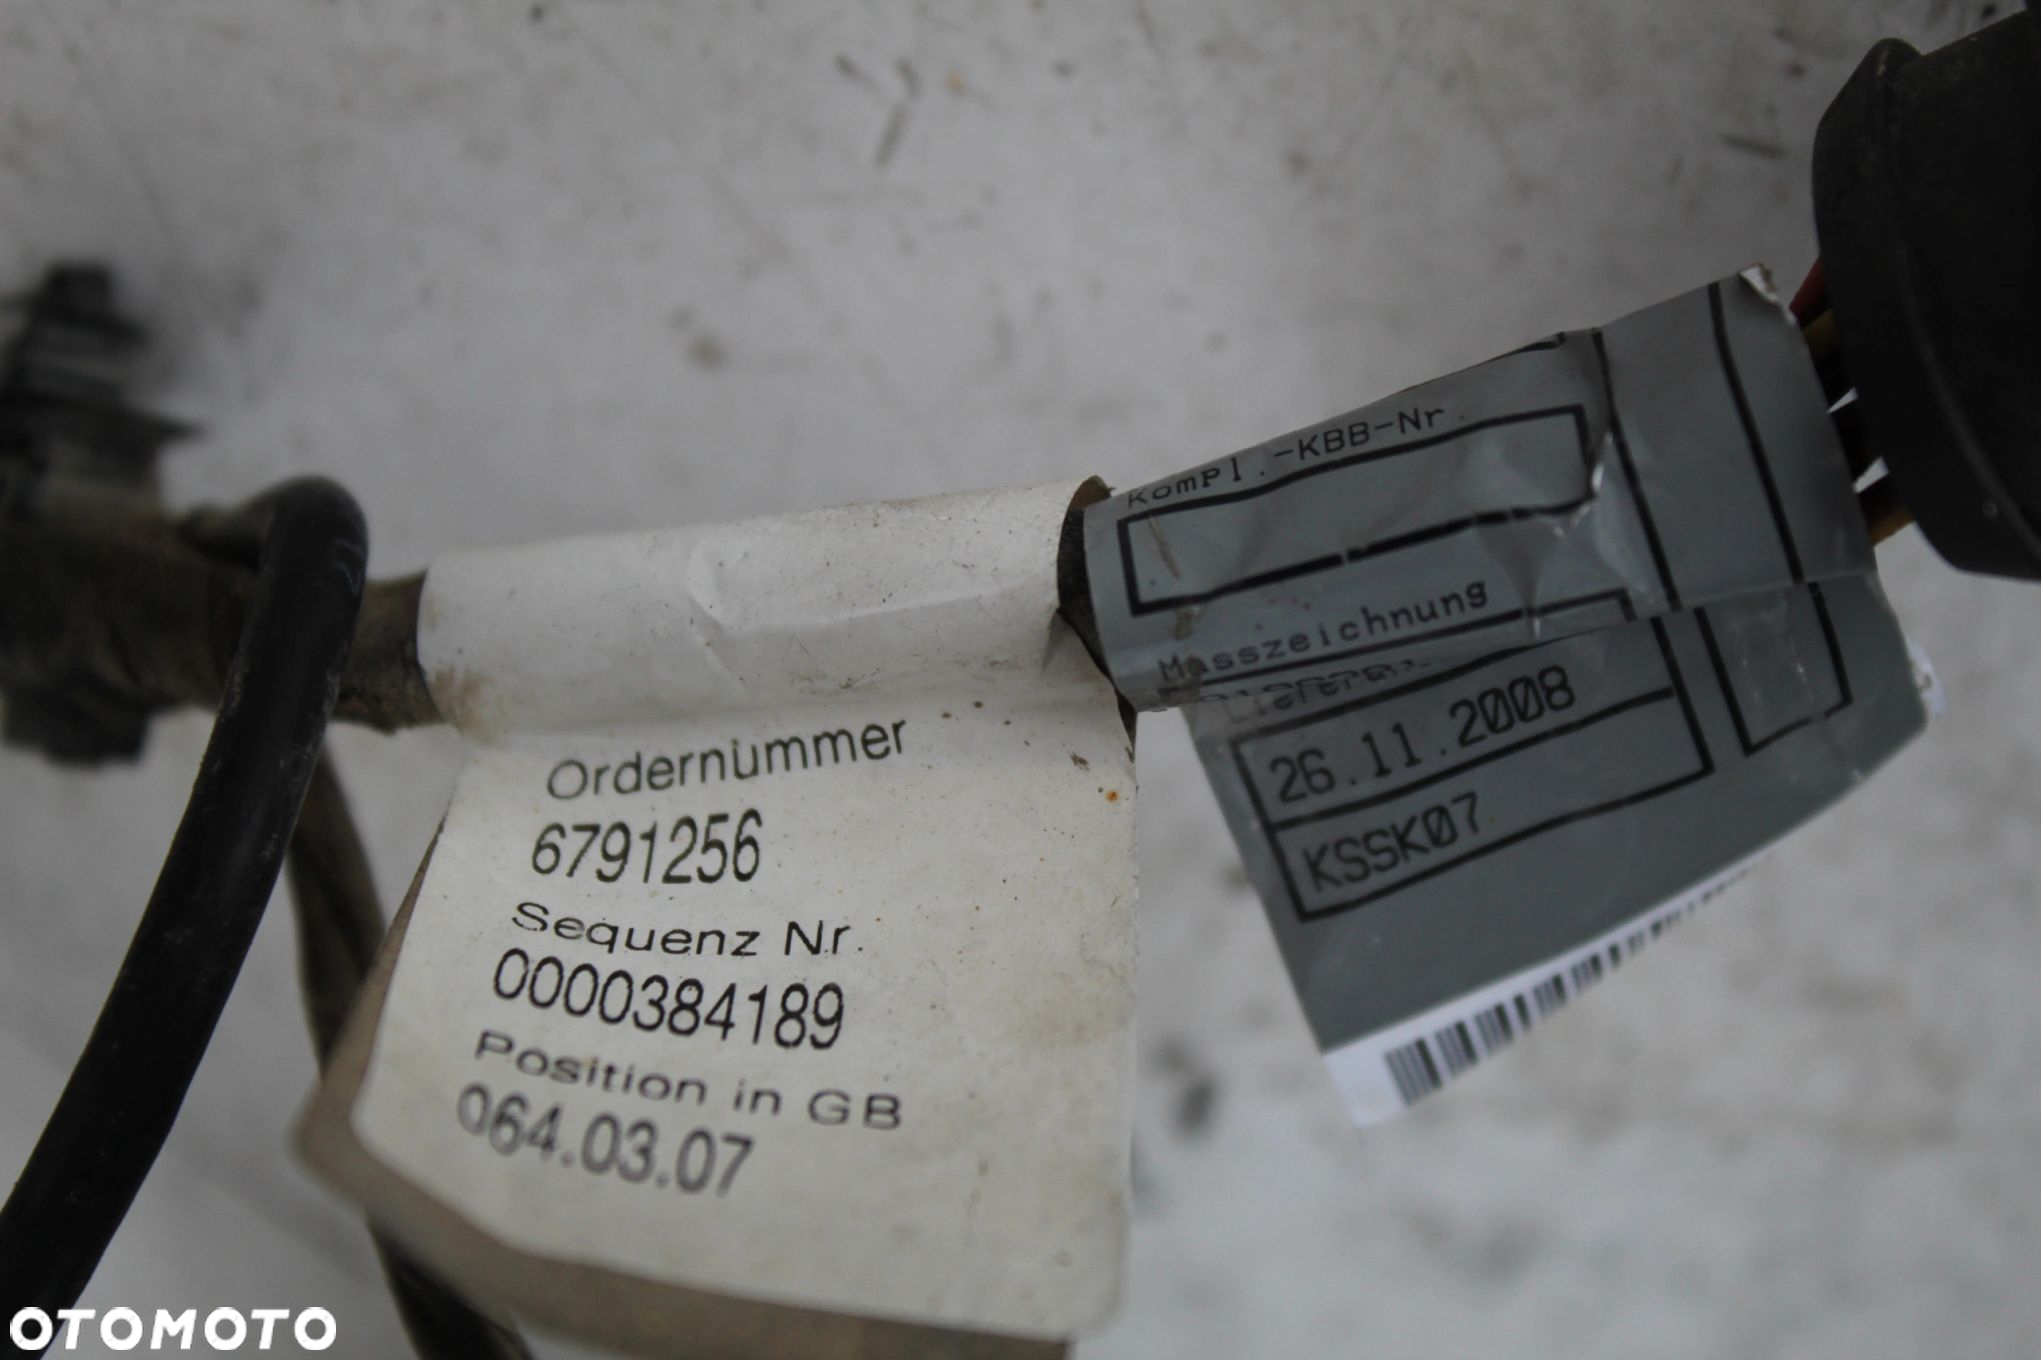 Ordernummer
6791256
Sequenz Nr.
0000384189
Position in GB
064.03.07
Kompl.-KBB-Nr.
Masszeichnung
26.11.2008
KSSK07
OTOMOTO